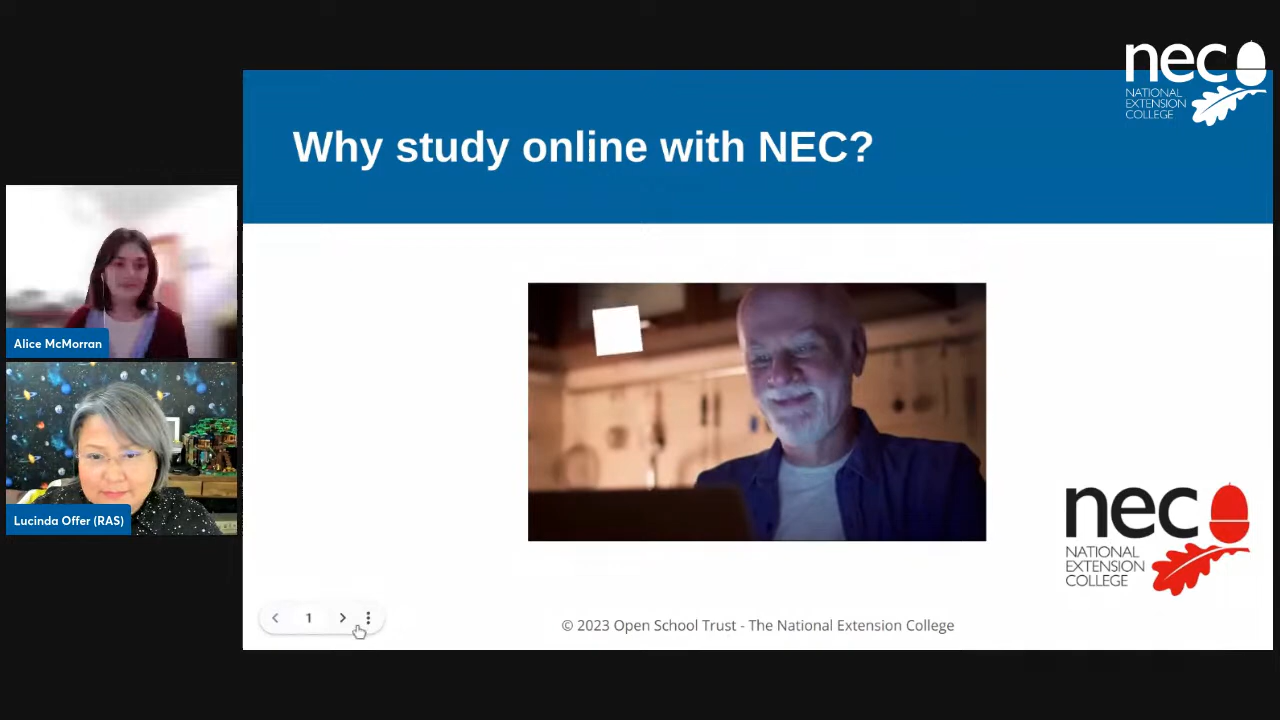 nec
NATIONAL
EXTENSION
COLLEGE
Why study online with NEC?
Alice McMorran
Lucinda Offer (RAS)
nec
NATIONAL
EXTENSION
COLLEGE
1
© 2023 Open School Trust - The National Extension College